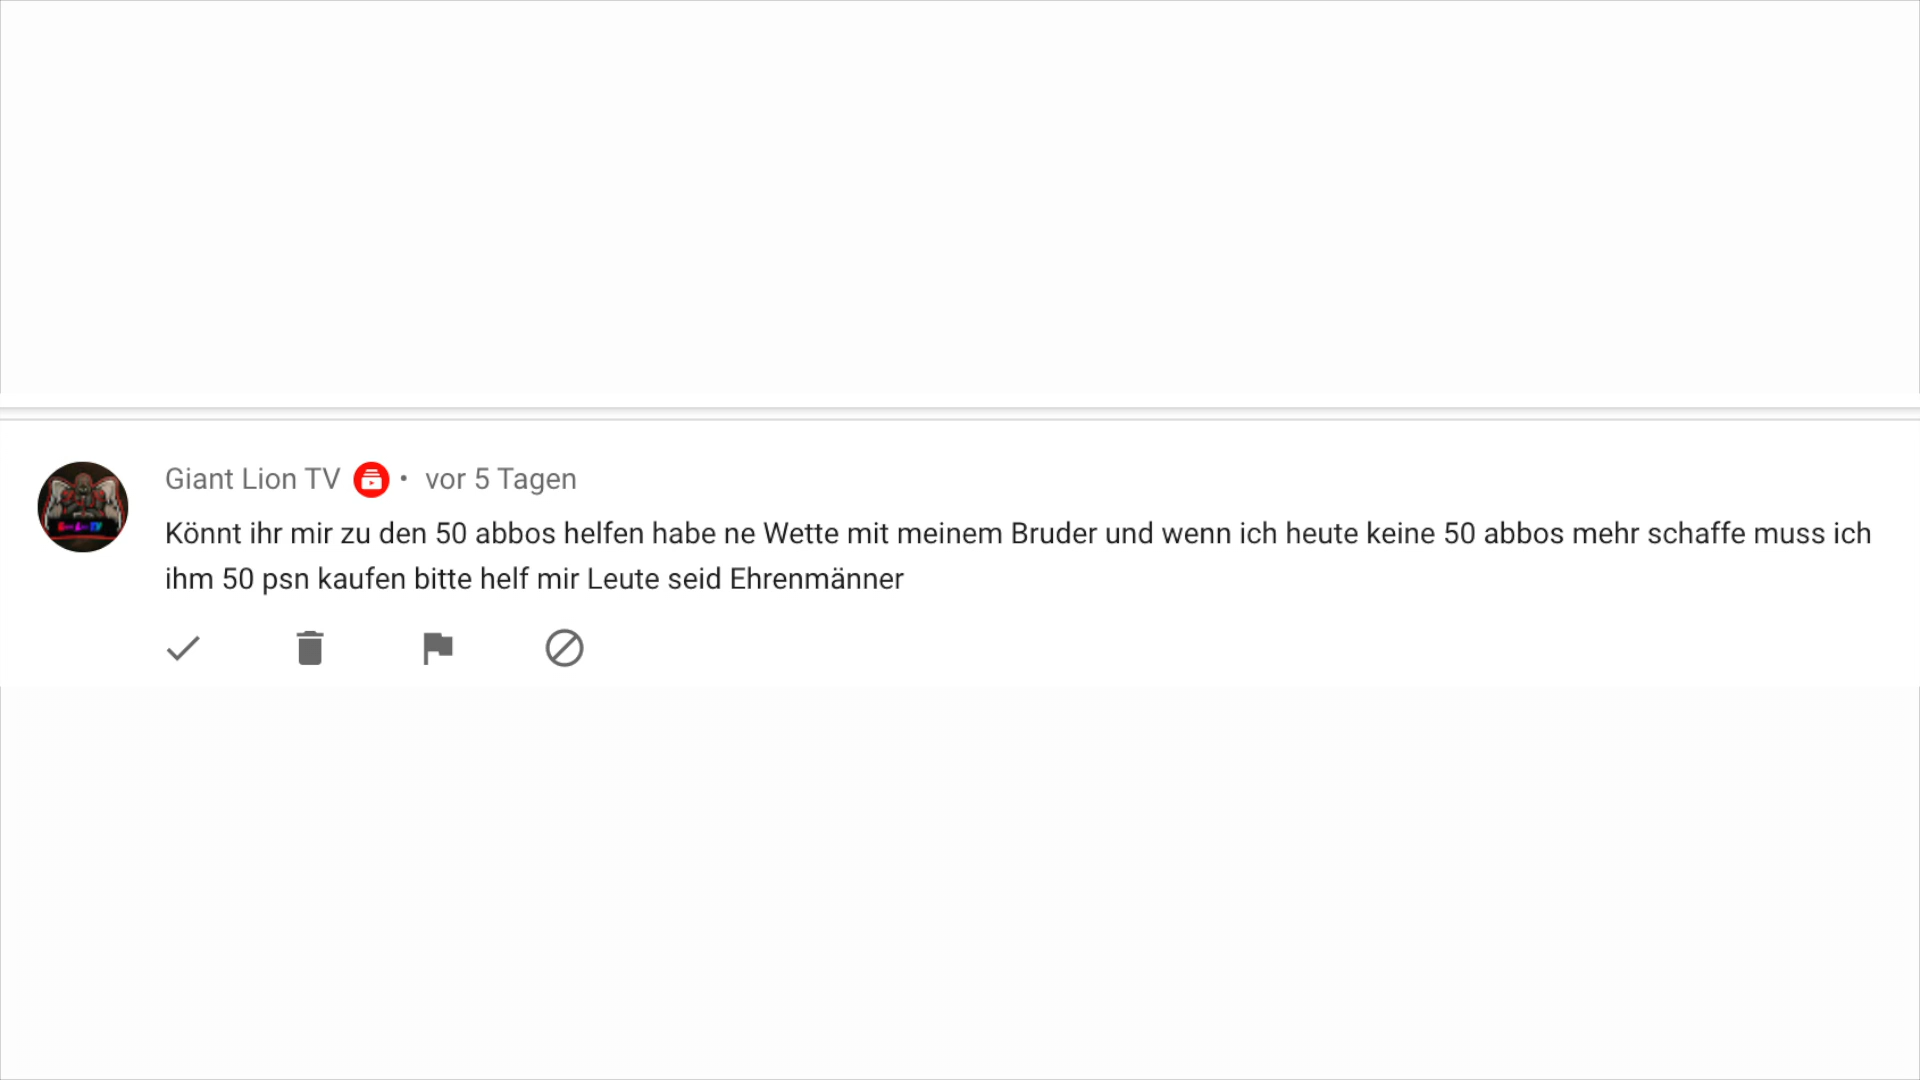 Giant Lion TV • vor 5 Tagen
Könnt ihr mir zu den 50 abbos helfen habe ne Wette mit meinem Bruder und wenn ich heute keine 50 abbos mehr schaffe muss ich
ihm 50 psn kaufen bitte helf mir Leute seid Ehrenmänner